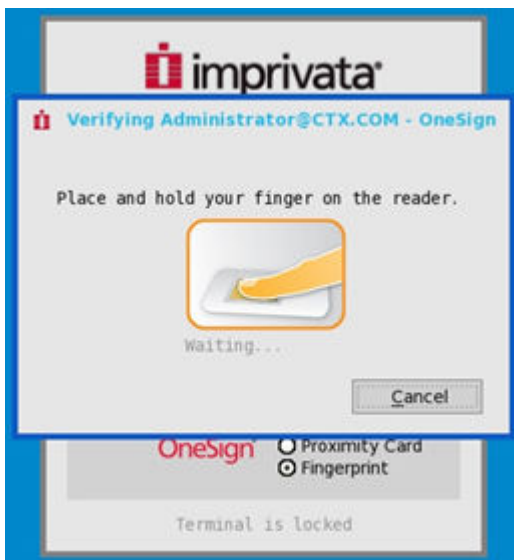 imprivata
Verifying Administrator@CTX.COM - OneSign
Place and hold your finger on the reader.
Waiting...
Cancel
OneSign
Proximity Card
Fingerprint
Terminal is locked